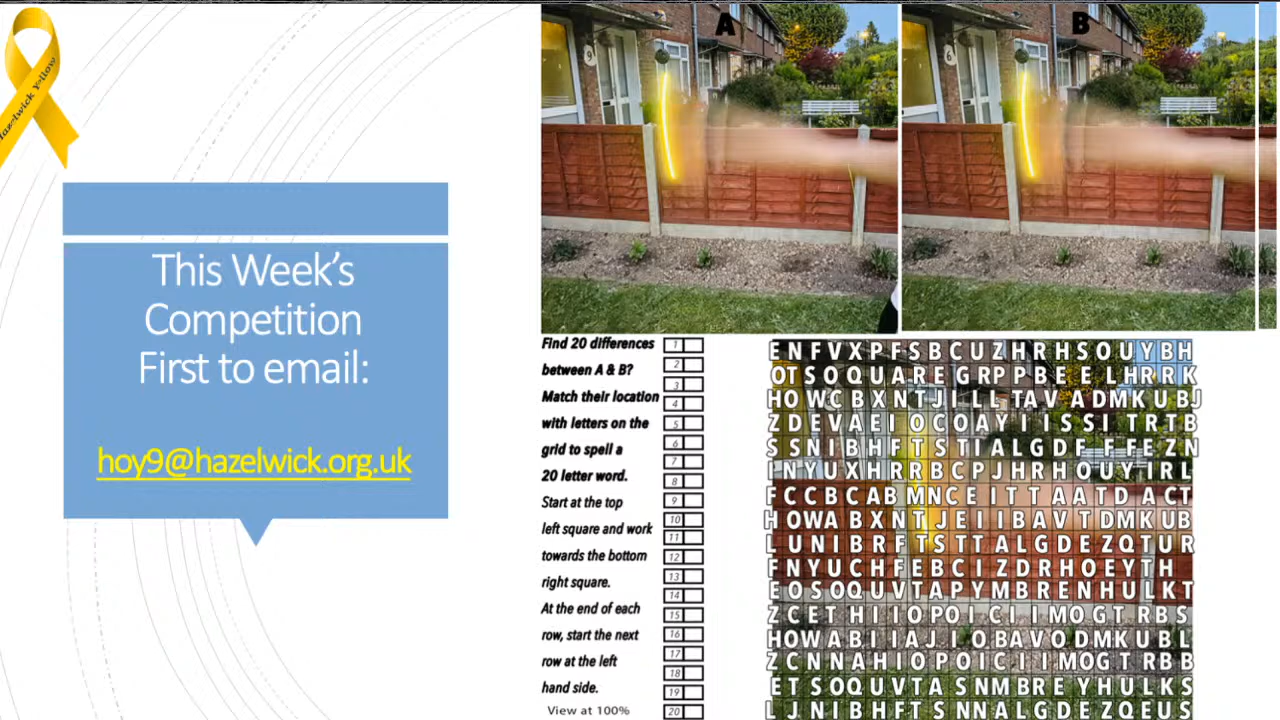 Hazelwick Yellow
This Week's
Competition
First to email:
hoy9@hazelwick.org.uk
A
B
9
6
Find 20 differences
between A & B?
Match their location
with letters on the
grid to spell a
20 letter word.
Start at the top
left square and work
towards the bottom
right square.
At the end of each
row, start the next
row at the left
hand side.
View at 100%
1
2
3
4
5
6
7
8
9
10
11
12
13
14
15
16
17
18
19
20
E N F V X P F S B C U Z H R H S O U Y B H
O T S O Q U A R E G R P P B E E L H R R K
H O W C B X N T J I L L T A V A D M K U B J
Z D E V A E I O C O A Y I I S S I T R T B
S S N I B H F T S T I A L G D F F F E Z N
I N Y U X H R R B C P J H R H O U Y I R L
F C C B C A B M N C E I T T A A T D A C T
H O W A B X N T J E I I B A V T D M K U B
L U N I B R F T S T T A L G D E Z Q T U R
F N Y U C H F E B C I Z D R H O E Y T H
E O S O Q U V T A P Y M B R E N H U L K T
Z C E T H I I O P O I C I I M O G T R B S
H O W A B I I A J I O B A V O D M K U B L
Z C N N A H I O P O I C I I M O G T R B B
E T S O Q U V T A S N M B R E Y H U L K S
L J N I B H F T S N N A L G D E Z Q E U S